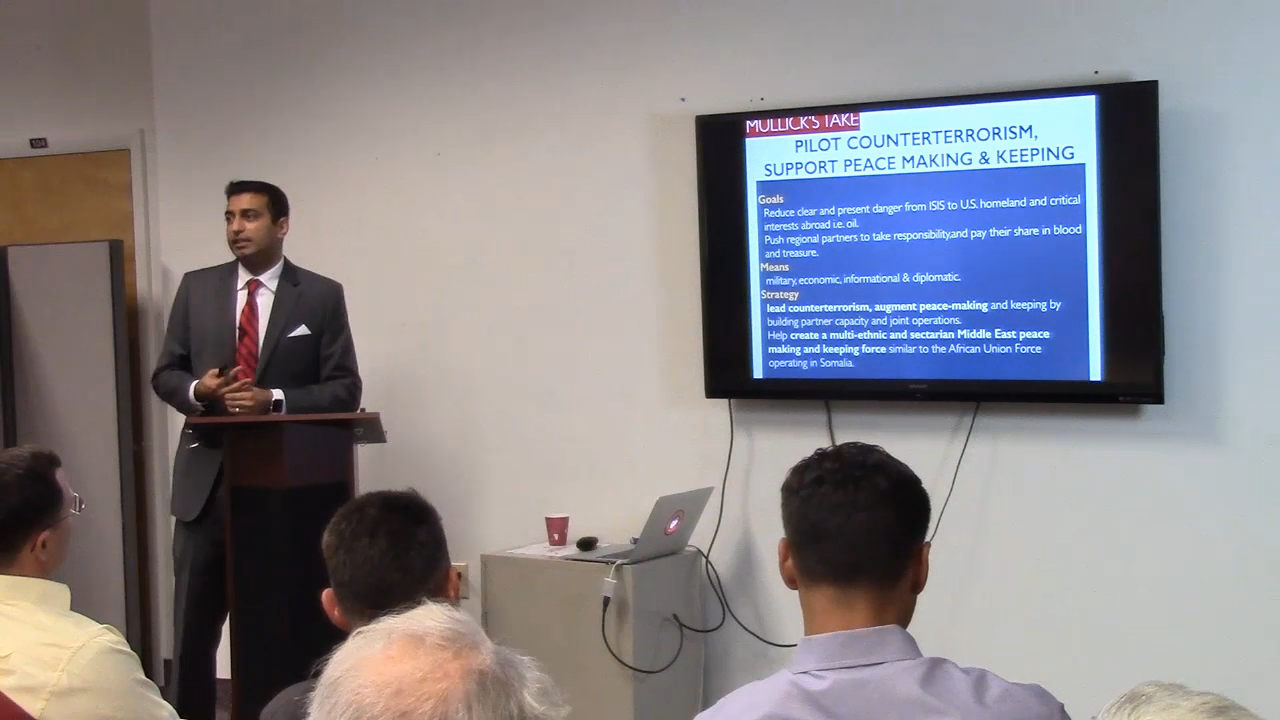 104
MULLICK'S TAKE
PILOT COUNTERTERRORISM,
SUPPORT PEACE MAKING & KEEPING
Goals
Reduce clear and present danger from ISIS to U.S. homeland and critical
interests abroad i.e. oil.
Push regional partners to take responsibility,and pay their share in blood
and treasure.
Means
military, economic, informational & diplomatic.
Strategy
lead counterterrorism, augment peace-making and keeping by
building partner capacity and joint operations.
Help create a multi-ethnic and sectarian Middle East peace
making and keeping force similar to the African Union Force
operating in Somalia.